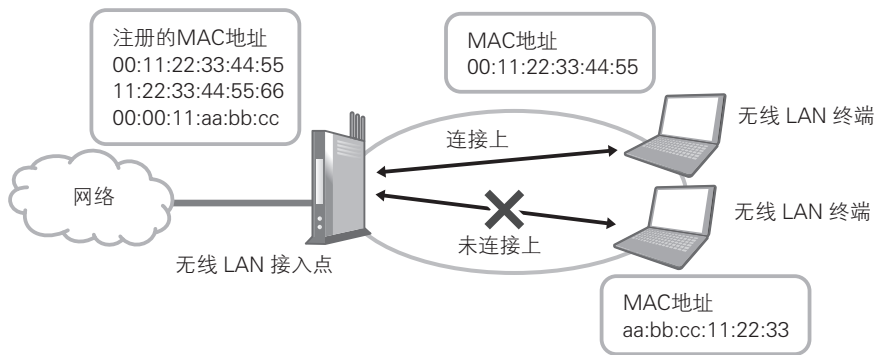 注册的MAC地址
00:11:22:33:44:55
11:22:33:44:55:66
00:00:11:aa:bb:cc
MAC地址
00:11:22:33:44:55
无线 LAN 终端
连接上
网络
无线 LAN 终端
未连接上
无线 LAN 接入点
MAC地址
aa:bb:cc:11:22:33